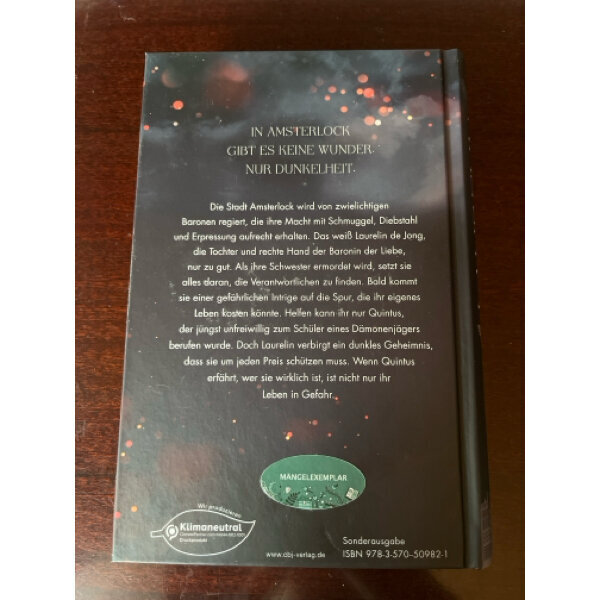 IN AMSTERLOCK
GIBT ES KEINE WUNDER.
NUR DUNKELHEIT.
Die Stadt Amsterlock wird von zwielichtigen
Baronen regiert, die ihre Macht mit Schmuggel, Diebstahl
und Erpressung aufrecht erhalten. Das weiß Laurelin de Jong,
die Tochter und rechte Hand der Baronin der Liebe,
nur zu gut. Als ihre Schwester ermordet wird, setzt sie
alles daran, die Verantwortlichen zu finden. Bald kommt
sie einer gefährlichen Intrige auf die Spur, die ihr eigenes
Leben kosten könnte. Helfen kann ihr nur Quintus,
der jüngst unfreiwillig zum Schüler eines Dämonenjägers
berufen wurde. Doch Laurelin verbirgt ein dunkles Geheimnis,
dass sie um jeden Preis schützen muss. Wenn Quintus
erfährt, wer sie wirklich ist, ist nicht nur ihr
Leben in Gefahr.
MÄNGELEXEMPLAR
Wir produzieren
Klimaneutral
Druckprodukt
www.cbj-verlag.de
Sonderausgabe
ISBN 978-3-570-50982-1